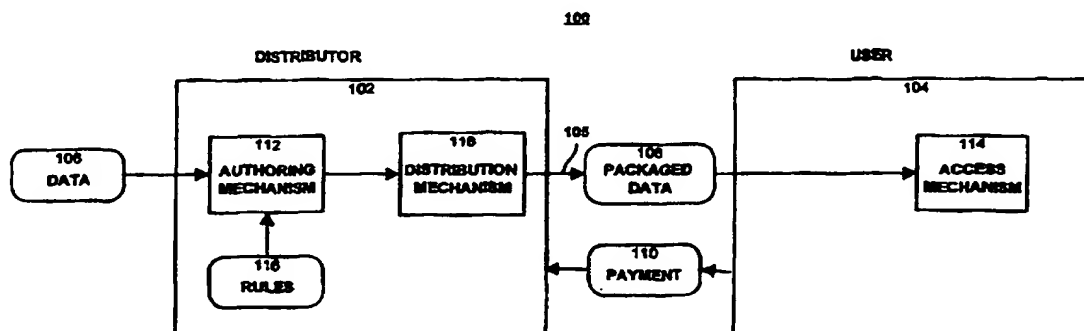 100
DISTRIBUTOR
USER
102
104
106
DATA
112
AUTHORING
MECHANISM
118
DISTRIBUTION
MECHANISM
105
108
PACKAGED
DATA
114
ACCESS
MECHANISM
116
RULES
110
PAYMENT